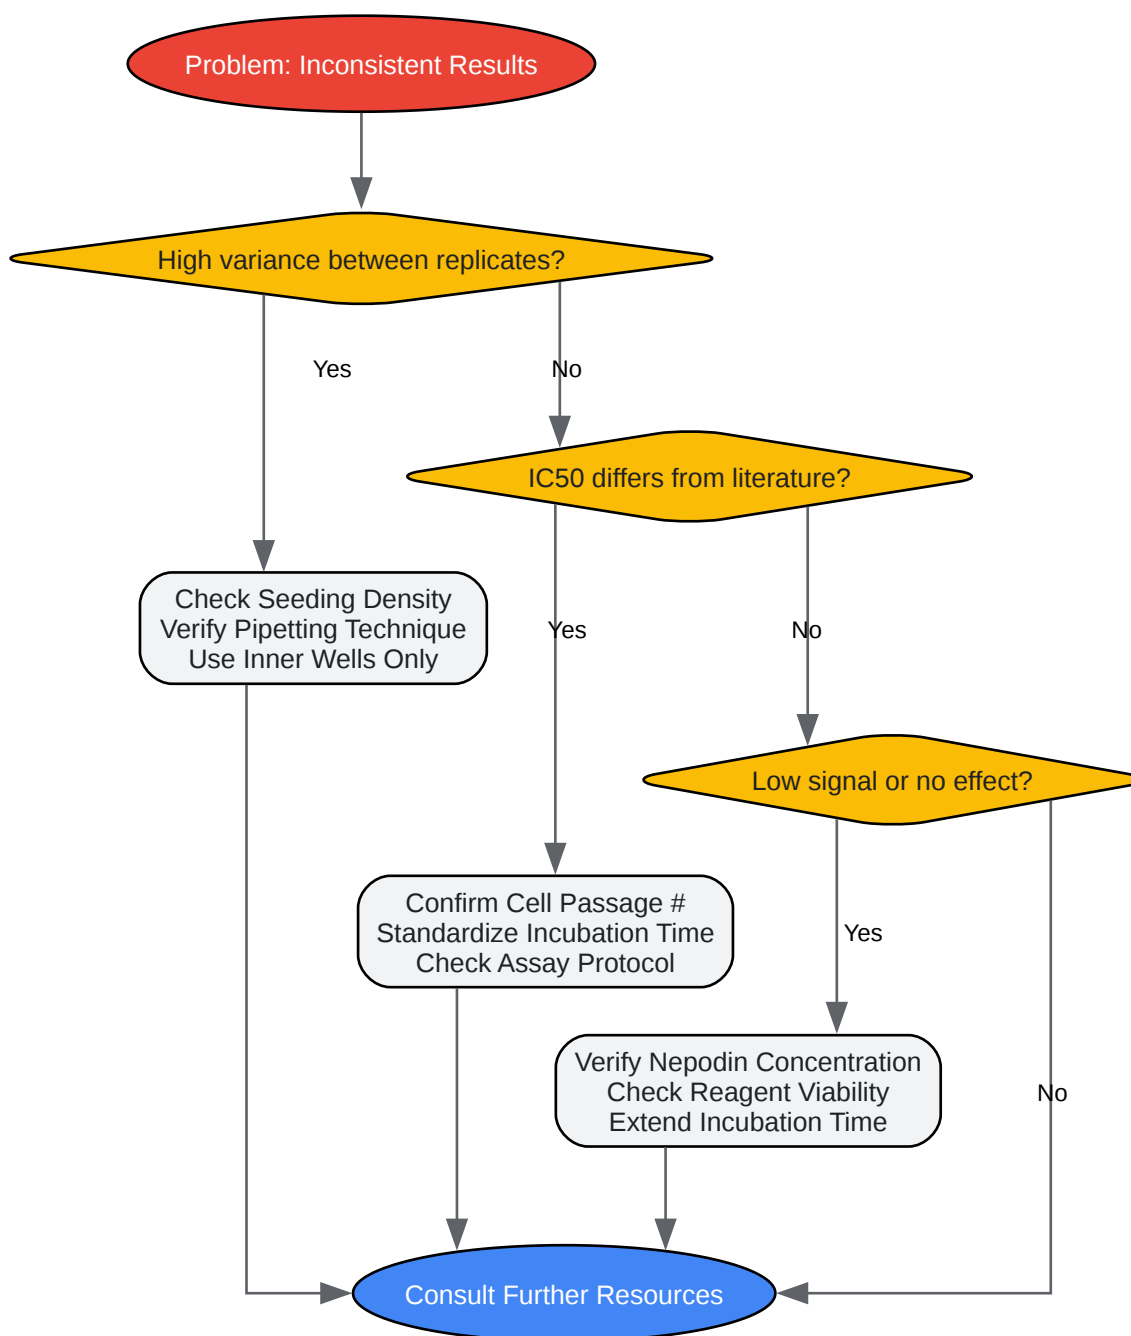 Problem: Inconsistent Results
High variance between replicates?
Yes
No
IC50 differs from literature?
Check Seeding Density
Verify Pipetting Technique
Use Inner Wells Only
Yes
No
Low signal or no effect?
Confirm Cell Passage #
Standardize Incubation Time
Check Assay Protocol
Yes
Verify Nepodin Concentration
Check Reagent Viability
Extend Incubation Time
No
Consult Further Resources